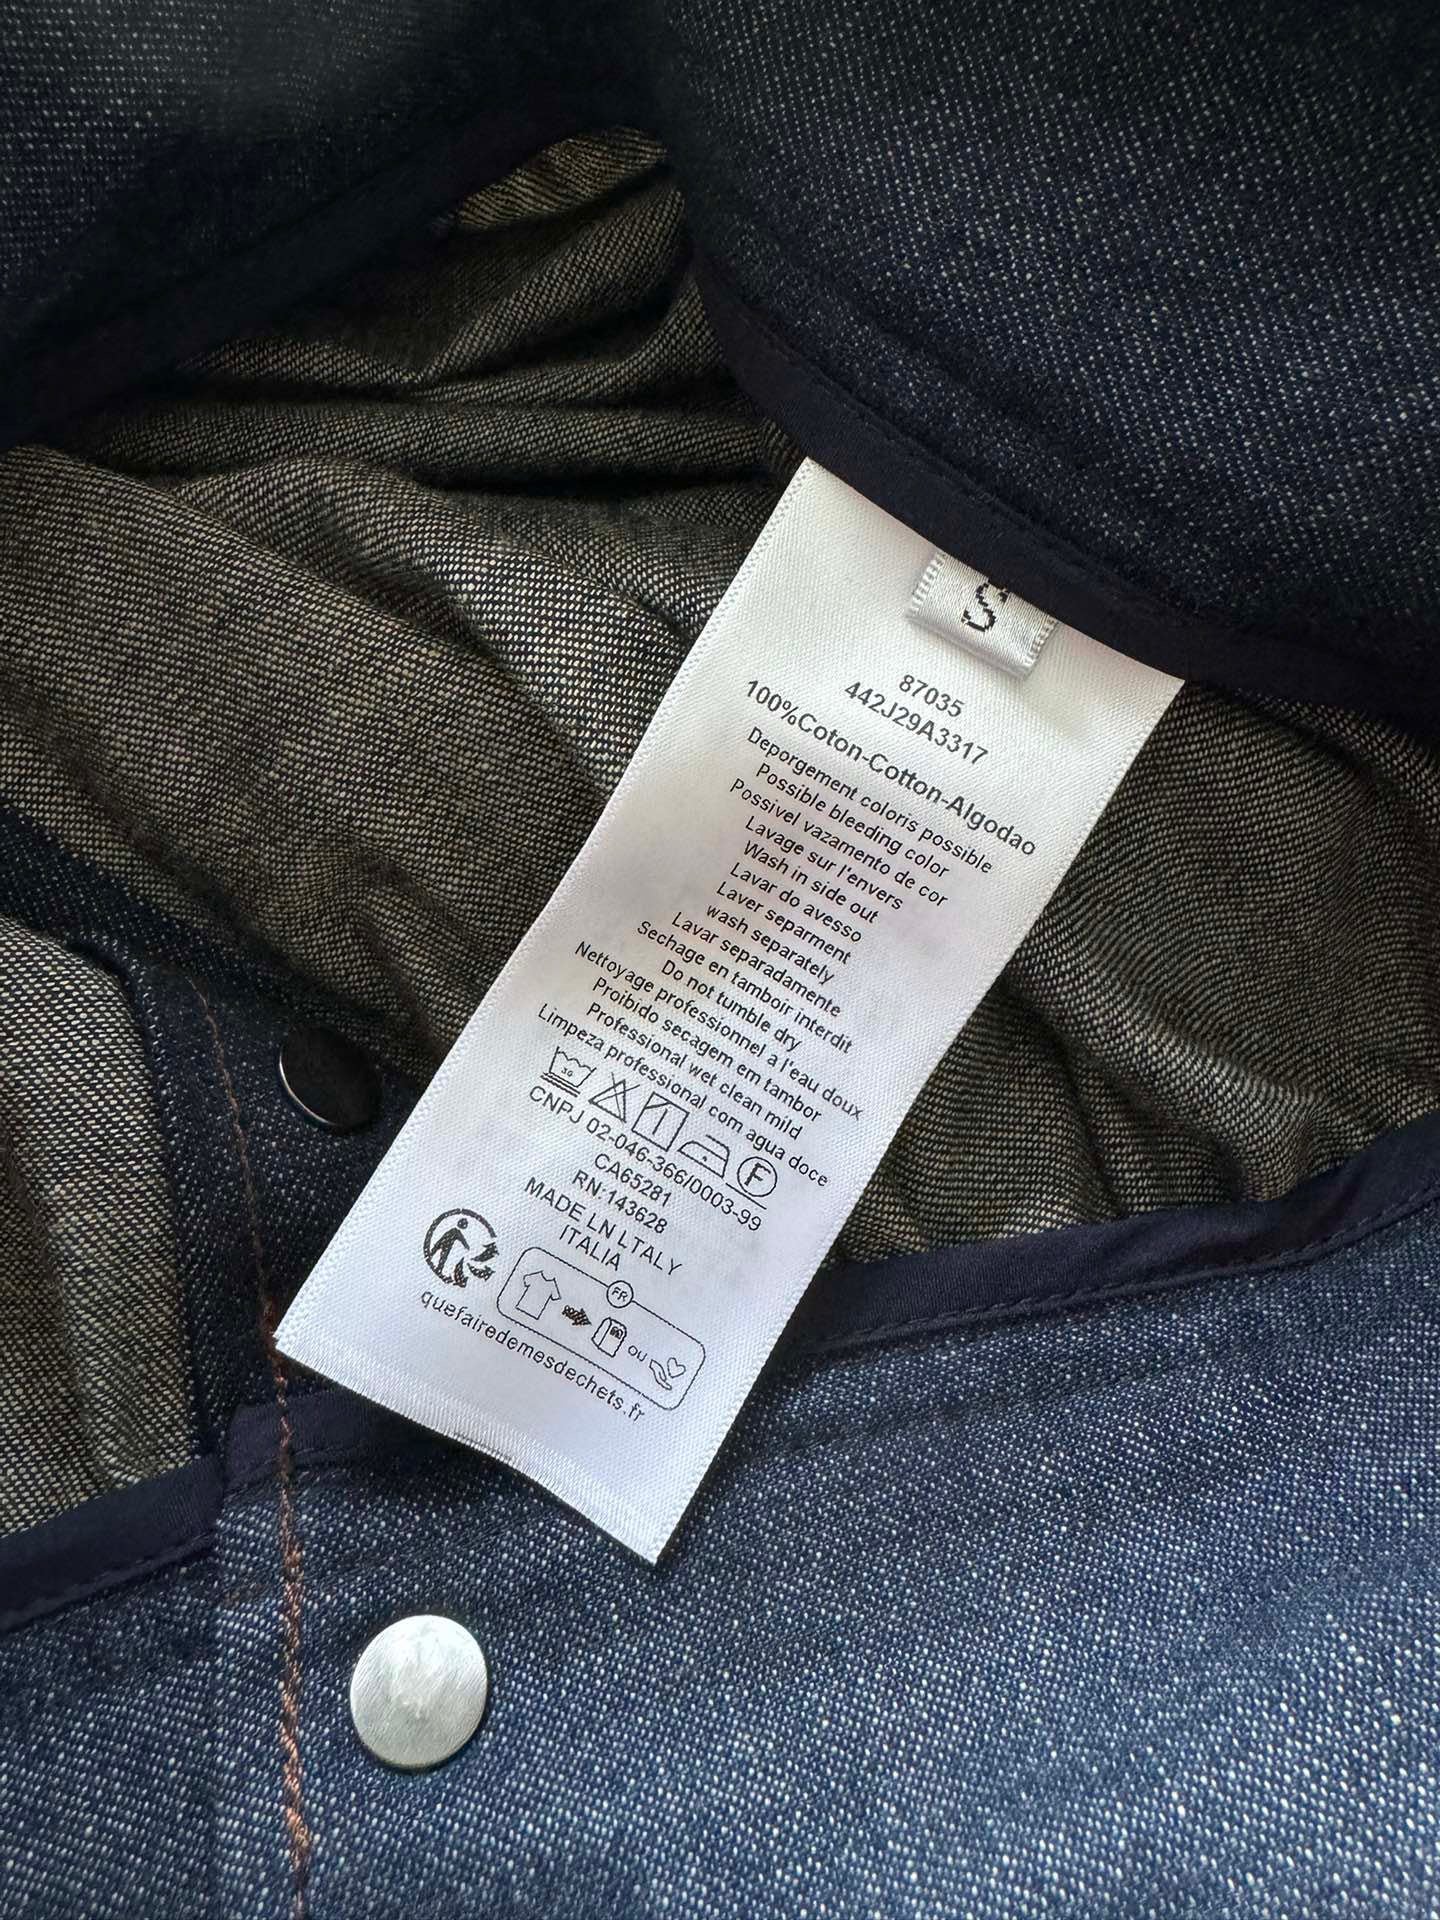 S
87035
442J29A3317
100%Coton-Cotton-Algodao
Deporgement coloris possible
Possible bleeding color
Possivel vazamento de cor
Lavage sur l'envers
Wash in side out
Lavar do avesso
Laver separment
wash separately
Lavar separadamente
Sechage en tamboir interdit
Do not tumble dry
Nettoyage professionnel a l'eau doux
Proibido secagem em tambor
Professional wet clean mild
Limpeza professional com agua doce
30
F
CNPJ 02-046-366/0003-99
CA65281
RN:143628
MADE LN LTALY
ITALIA
FR
OU
quefairedemesdechets.fr